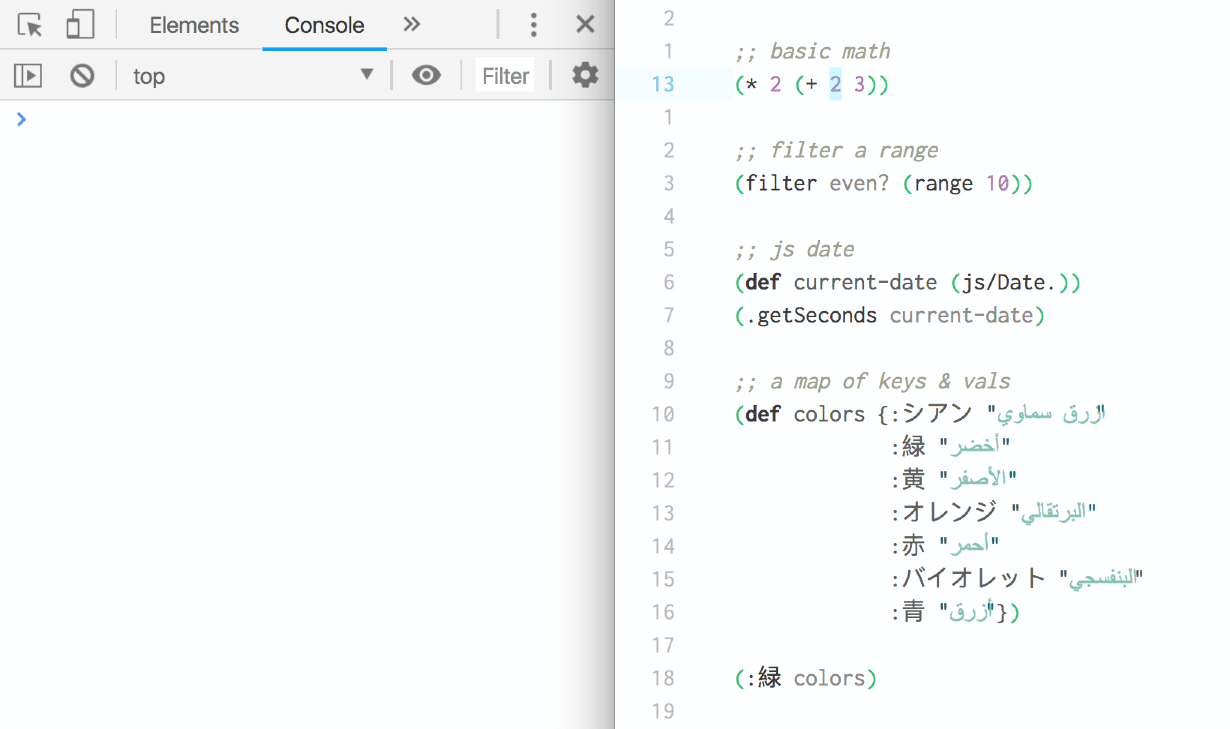 Elements Console »
top Filter
2
1 ;; basic math
13 (* 2 (+ 2 3))
1
2 ;; filter a range
3 (filter even? (range 10))
4
5 ;; js date
6 (def current-date (js/Date.))
7 (.getSeconds current-date)
8
9 ;; a map of keys & vals
10 (def colors {:シアン "ازرق سماوي"
11 :緑 "أخضر"
12 :黄 "الأصفر"
13 :オレンジ "البرتقالي"
14 :赤 "أحمر"
15 :バイオレット "البنفسجي"
16 :青 "أزرق"})
17
18 (:緑 colors)
19